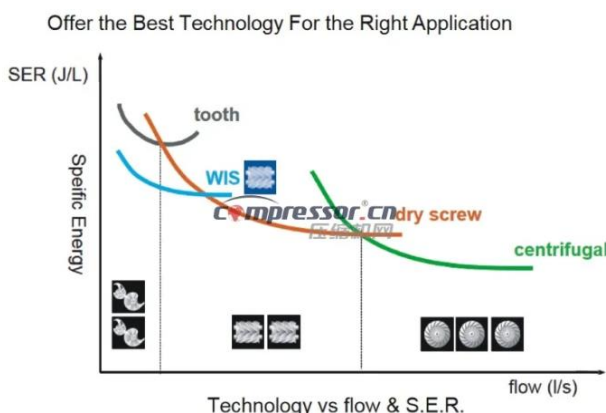 Offer the Best Technology For the Right Application
SER (J/L)
tooth
WIS
compressor.cn®
压缩机网
dry screw
centrifugal
Speific Energy
flow (l/s)
Technology vs flow & S.E.R.